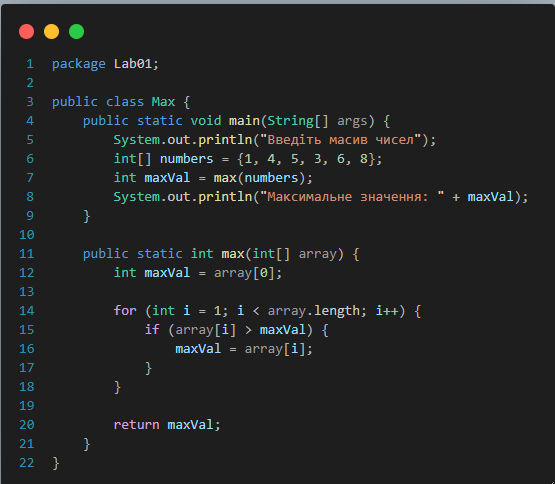 1 package Lab01;
2
3 public class Max {
4     public static void main(String[] args) {
5         System.out.println("Введіть масив чисел");
6         int[] numbers = {1, 4, 5, 3, 6, 8};
7         int maxVal = max(numbers);
8         System.out.println("Максимальне значення: " + maxVal);
9     }
10
11     public static int max(int[] array) {
12         int maxVal = array[0];
13
14         for (int i = 1; i < array.length; i++) {
15             if (array[i] > maxVal) {
16                 maxVal = array[i];
17             }
18         }
19
20         return maxVal;
21     }
22 }